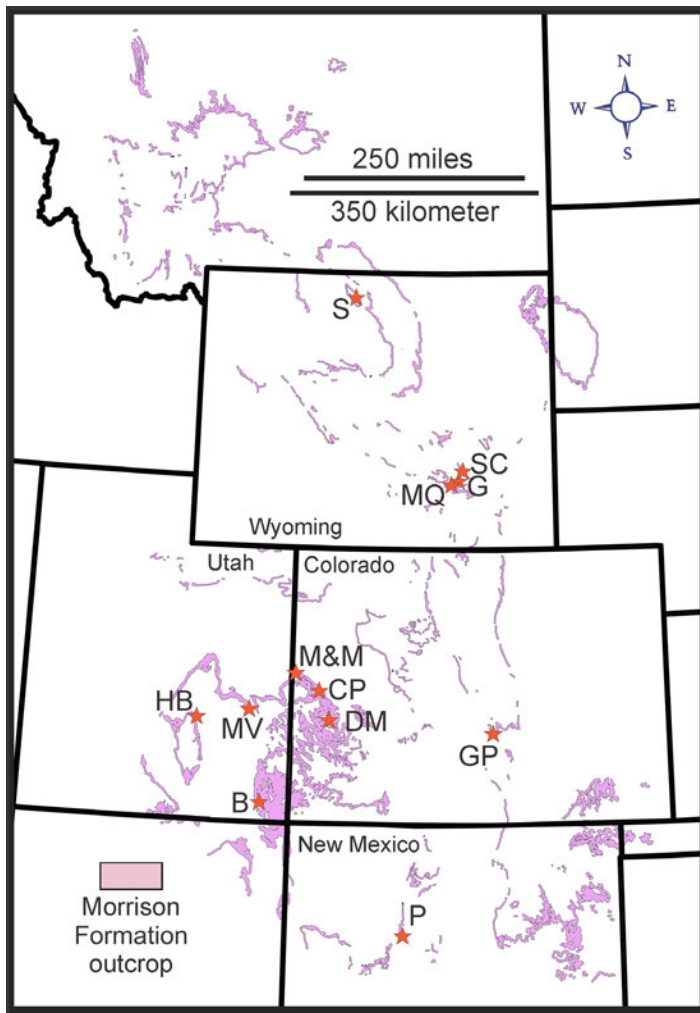 N
W E
S
250 miles
350 kilometer
S
SC
MQ G
Wyoming
Utah Colorado
M&M
CP
HB
MV
DM
GP
B
New Mexico
P
Morrison
Formation
outcrop